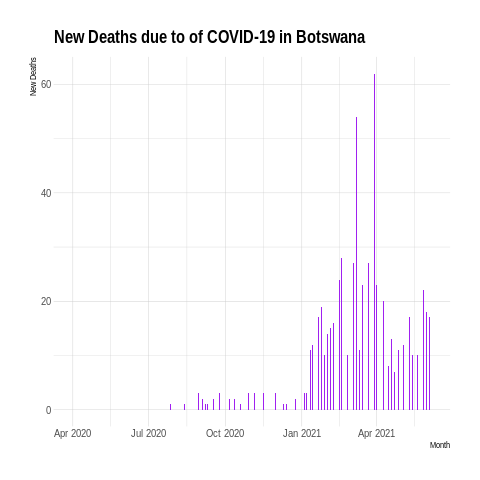 New Deaths due to of COVID-19 in Botswana
New Deaths
60
40
20
0
Apr 2020 Jul 2020 Oct 2020 Jan 2021 Apr 2021
Month